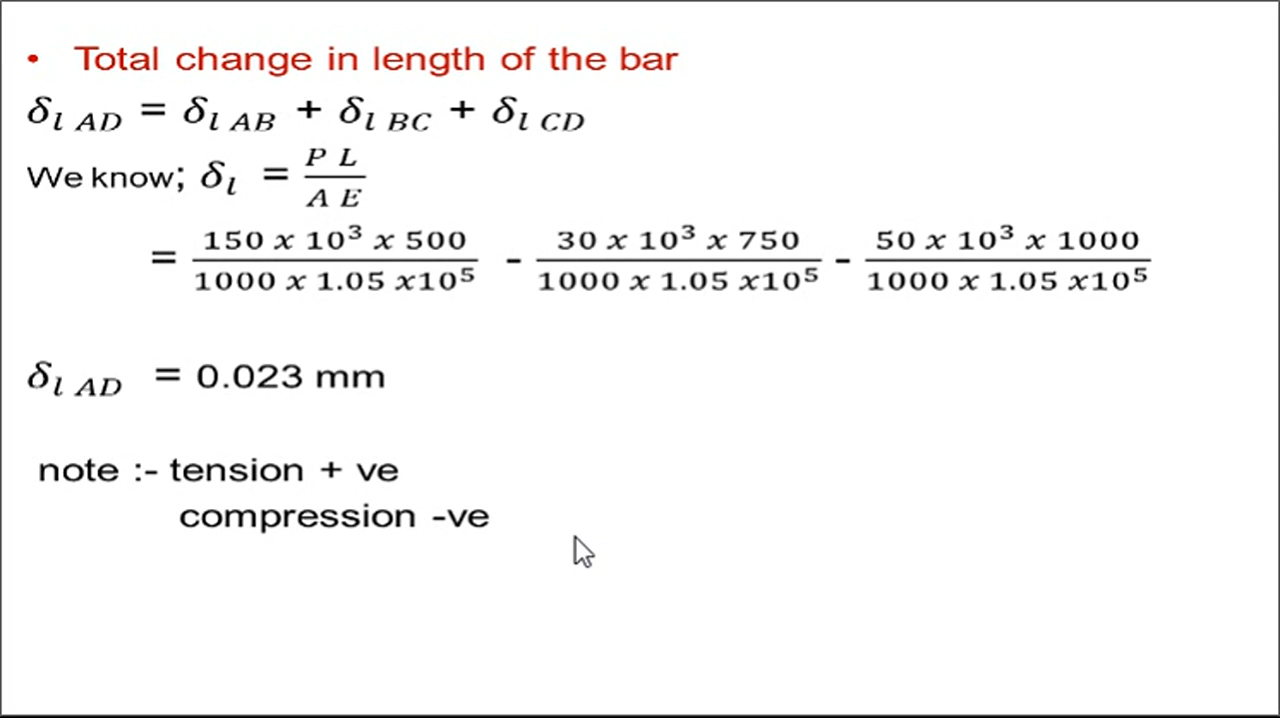 • Total change in length of the bar
δl AD = δl AB + δl BC + δl CD
We know; δl = P L / A E
= 150 x 10³ x 500 / 1000 x 1.05 x10⁵ - 30 x 10³ x 750 / 1000 x 1.05 x10⁵ - 50 x 10³ x 1000 / 1000 x 1.05 x10⁵
δl AD = 0.023 mm
note :- tension + ve
compression -ve